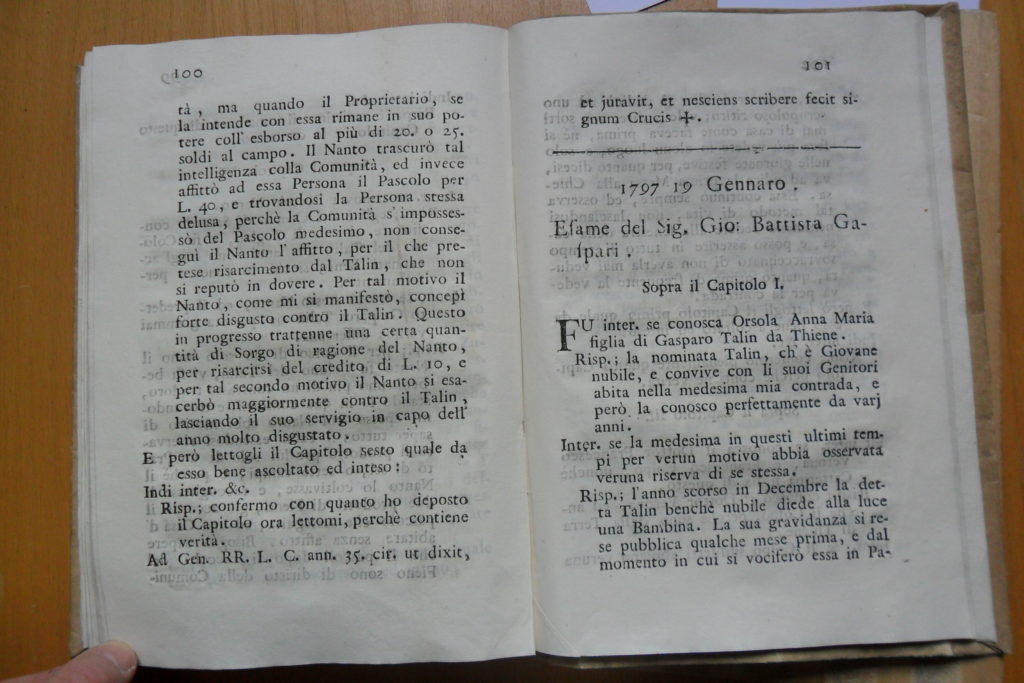 100
tà, ma quando il Proprietario, se
la intende con essa rimane in suo po-
tere coll' esborso al più di 20. o 25.
soldi al campo. Il Nanto trascurò tal
intelligenza colla Comunità, ed invece
affittò ad essa Persona il Pascolo per
L. 40, e trovandosi la Persona stessa
delusa, perchè la Comunità s' imposses-
sò del Pascolo medesimo, non conse-
guì il Nanto l' affitto, per il che pre-
tese risarcimento dal Talin, che non
si reputò in dovere. Per tal motivo il
Nanto, come mi si manifestò, concepì
forte disgusto contro il Talin. Questo
in progresso trattenne una certa quan-
tità di Sorgo di ragione del Nanto,
per risarcirsi del credito di L. 10, e
per tal secondo motivo il Nanto si esa-
cerbò maggiormente contro il Talin,
lasciando il suo servigio in capo dell'
anno molto disgustato.
E però lettogli il Capitolo sesto quale da
esso bene ascoltato ed inteso:
Indi inter. &c.
Risp.; confermo con quanto ho deposto
il Capitolo ora lettomi, perchè contiene
verità.
Ad Gen. RR. L. C. ann. 35. cir. ut dixit,
101
et juravit, et nesciens scribere fecit si-
gnum Crucis ✠.
1797 19 Gennaro.
Esame del Sig. Gio: Battista Ga-
spari.
Sopra il Capitolo I.
FU inter. se conosca Orsola Anna Maria
figlia di Gasparo Talin da Thiene.
Risp.; la nominata Talin, ch' è Giovane
nubile, e convive con li suoi Genitori
abita nella medesima mia contrada, e
però la conosco perfettamente da varj
anni.
Inter. se la medesima in questi ultimi tem-
pi per verun motivo abbia osservata
veruna riserva di se stessa.
Risp.; l'anno scorso in Decembre la det-
ta Talin benchè nubile diede alla luce
una Bambina. La sua gravidanza si re-
se pubblica qualche mese prima, e dal
momento in cui si vociferò essa in Pa-